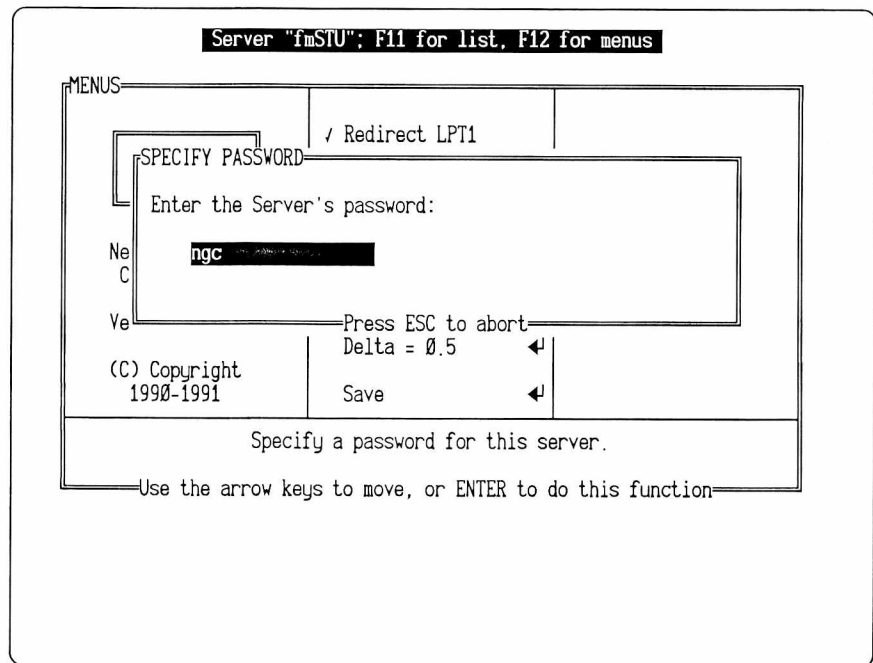 Server "fmSTU"; F11 for list, F12 for menus
MENUS
√ Redirect LPT1
SPECIFY PASSWORD
Enter the Server's password:
Ne
ngc
C
Ve
Press ESC to abort
Delta = 0.5 ↵
(C) Copyright
1990-1991
Save ↵
Specify a password for this server.
Use the arrow keys to move, or ENTER to do this function